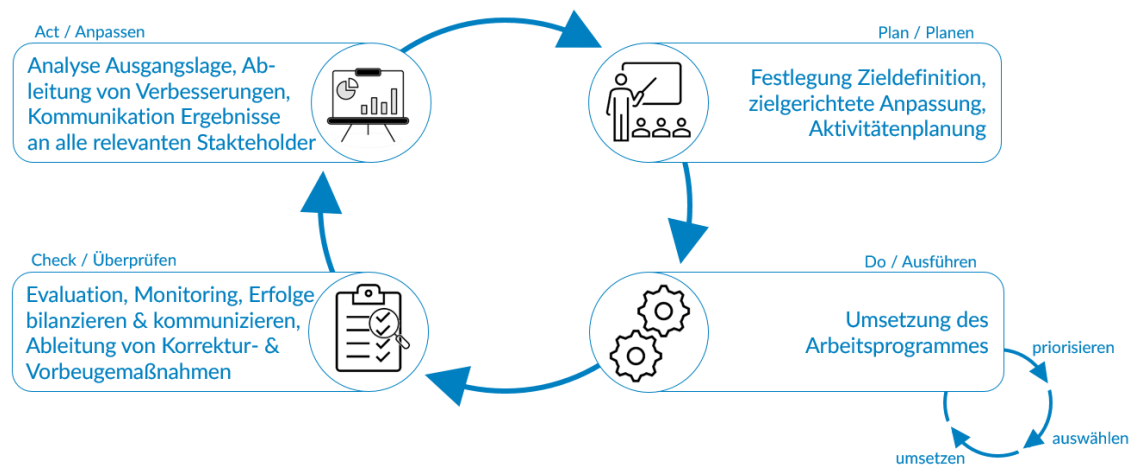 Act / Anpassen
Analyse Ausgangslage, Ab-
leitung von Verbesserungen,
Kommunikation Ergebnisse
an alle relevanten Stakteholder
Plan / Planen
Festlegung Zieldefinition,
zielgerichtete Anpassung,
Aktivitätenplanung
Check / Überprüfen
Evaluation, Monitoring, Erfolge
bilanzieren & kommunizieren,
Ableitung von Korrektur- &
Vorbeugemaßnahmen
Do / Ausführen
Umsetzung des
Arbeitsprogrammes
priorisieren
auswählen
umsetzen